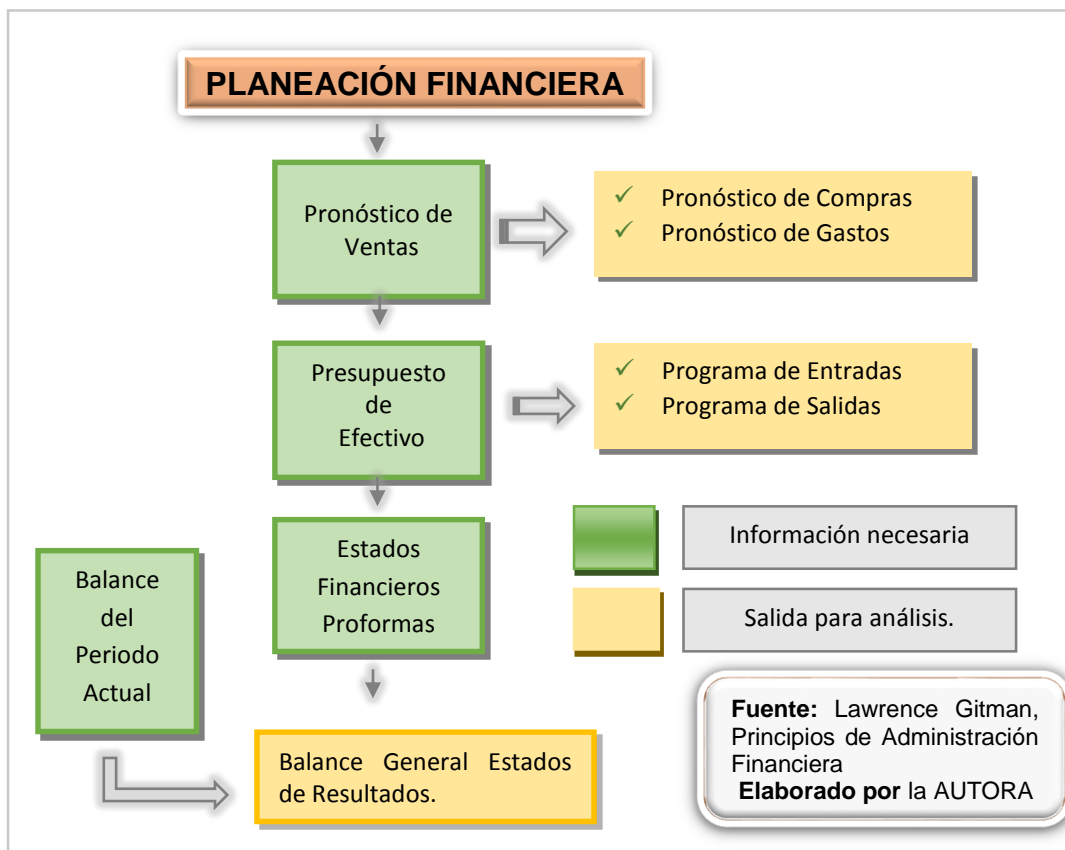 PLANEACIÓN FINANCIERA
Pronóstico de
Ventas
✓ Pronóstico de Compras
✓ Pronóstico de Gastos
Presupuesto
de
Efectivo
✓ Programa de Entradas
✓ Programa de Salidas
Estados
Financieros
Proformas
Balance
del
Periodo
Actual
Información necesaria
Salida para análisis.
Balance General Estados
de Resultados.
Fuente: Lawrence Gitman,
Principios de Administración
Financiera
Elaborado por la AUTORA